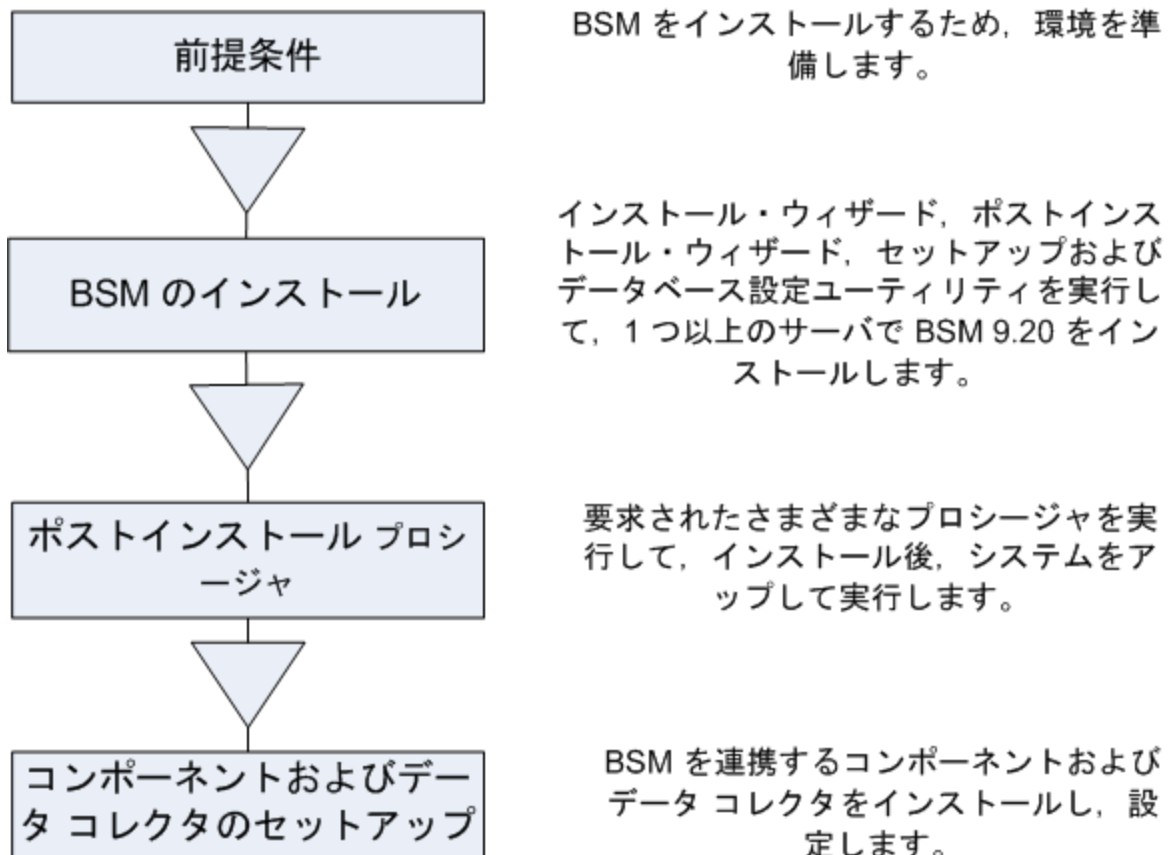 前提条件
BSM をインストールするため，環境を準
備します。
BSM のインストール
インストール・ウィザード，ポストインス
トール・ウィザード，セットアップおよび
データベース設定ユーティリティを実行し
て，1 つ以上のサーバで BSM 9.20 をイン
ストールします。
ポストインストール プロシ
ージャ
要求されたさまざまなプロシージャを実
行して，インストール後，システムをア
ップして実行します。
コンポーネントおよびデー
タ コレクタのセットアップ
BSM を連携するコンポーネントおよび
データ コレクタをインストールし，設
定します。